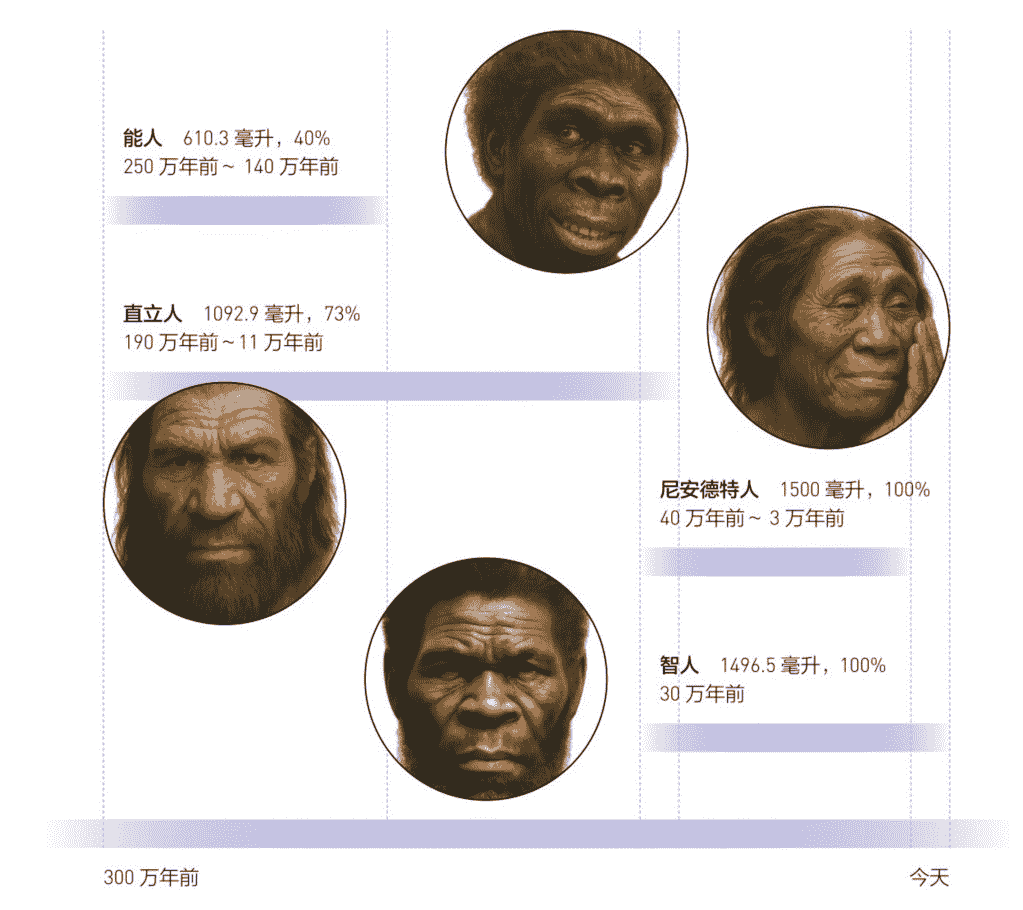 能人 610.3 毫升，40%
250 万年前～ 140 万年前
直立人 1092.9 毫升，73%
190 万年前～11 万年前
尼安德特人 1500 毫升，100%
40 万年前～ 3 万年前
智人 1496.5 毫升，100%
30 万年前
300 万年前
今天